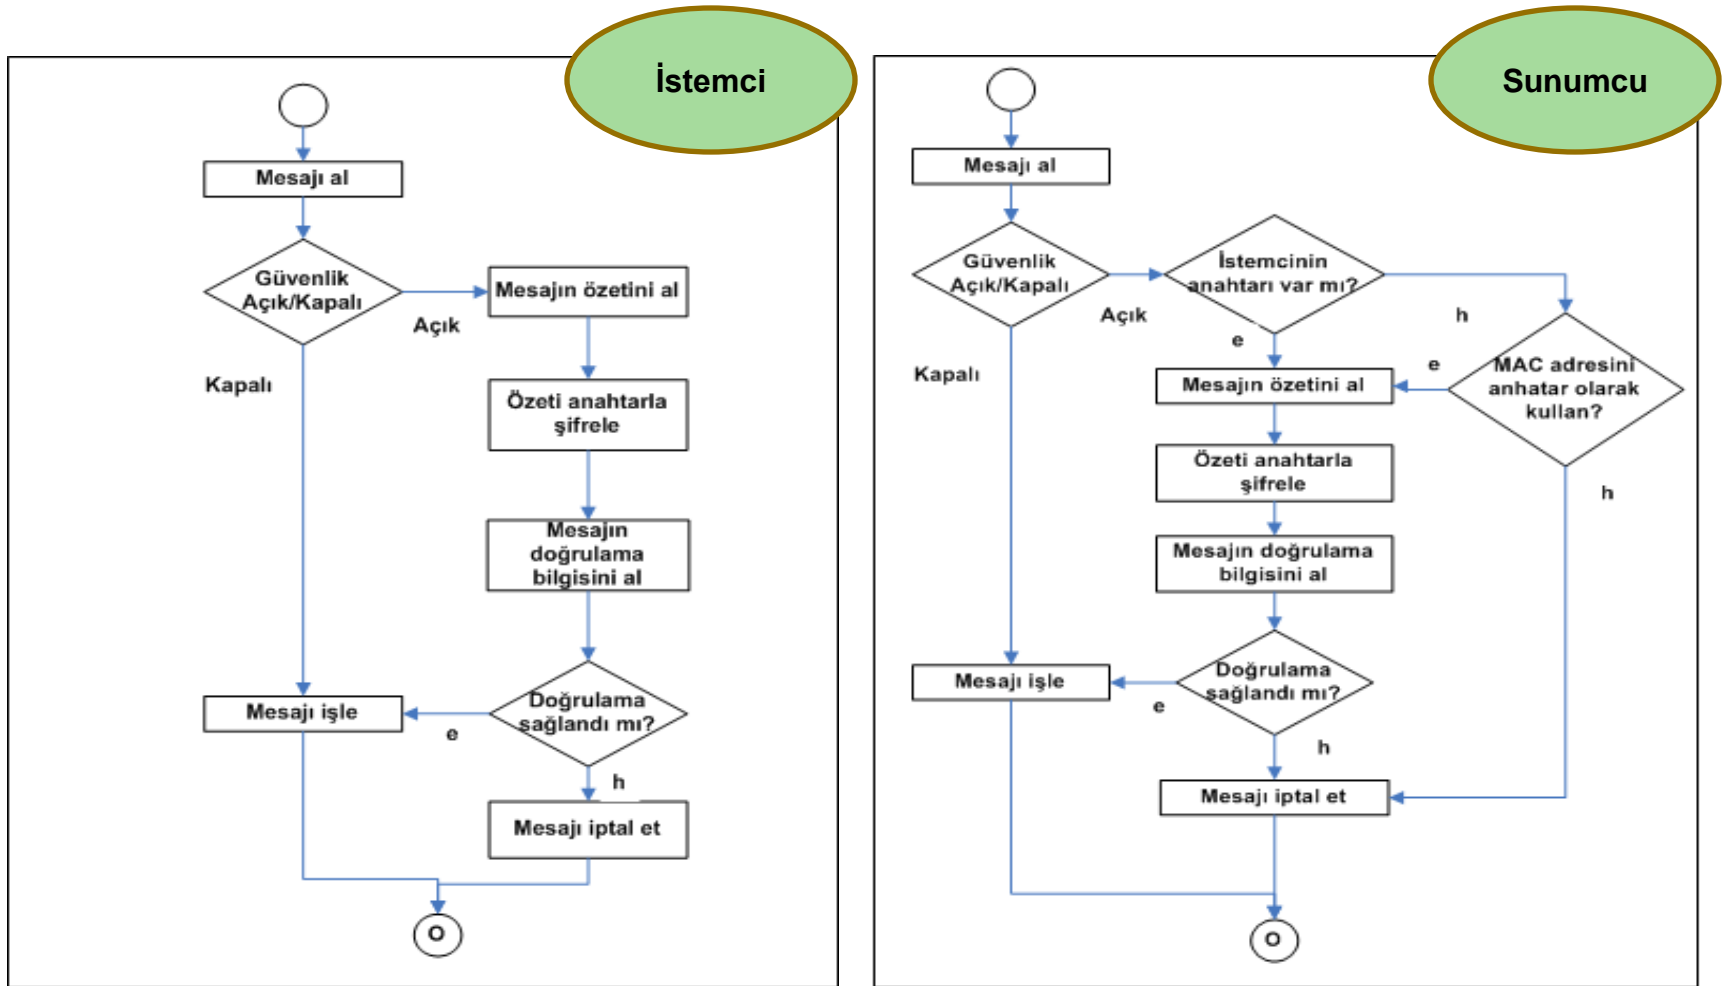 İstemci
Mesajı al
Güvenlik
Açık/Kapalı
Mesajın özetini al
Açık
Kapalı
Özeti anahtarla
şifrele
Mesajın
doğrulama
bilgisini al
Doğrulama
sağlandı mı?
Mesajı işle
e
h
Mesajı iptal et
O
Sunumcu
Mesajı al
Güvenlik
Açık/Kapalı
İstemcinin
anahtarı var mı?
Açık
h
e
Kapalı
MAC adresini
anhatar olarak
kullan?
e
Mesajın özetini al
Özeti anahtarla
şifrele
h
Mesajın doğrulama
bilgisini al
Doğrulama
sağlandı mı?
Mesajı işle
e
h
Mesajı iptal et
O